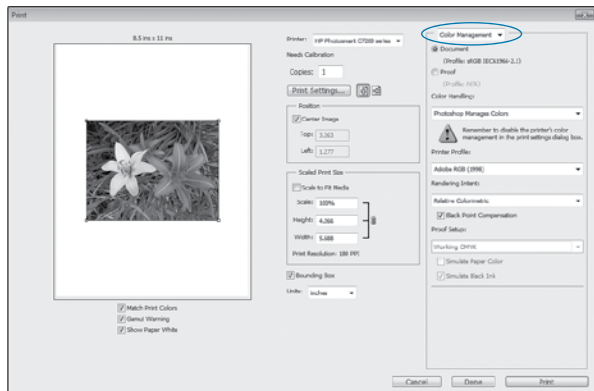 Print
8.5 ins x 11 ins
Match Print Colors
Gamut Warning
Show Paper White
Printer: HP Photosmart C7200 series
Needs Calibration
Copies: 1
Print Settings...
Position
Center Image
Top: 3.363
Left: 1.277
Scaled Print Size
Scale to Fit Media
Scale: 100%
Height: 4.266
Width: 5.688
Print Resolution: 180 PPI
Bounding Box
Units: inches
Color Management
Document
(Profile: sRGB IEC61966-2.1)
Proof
(Profile: N/A)
Color Handling:
Photoshop Manages Colors
Remember to disable the printer's color
management in the print settings dialog box.
Printer Profile:
Adobe RGB (1998)
Rendering Intent:
Relative Colorimetric
Black Point Compensation
Proof Setup:
Working CMYK
Simulate Paper Color
Simulate Black Ink
Cancel
Done
Print